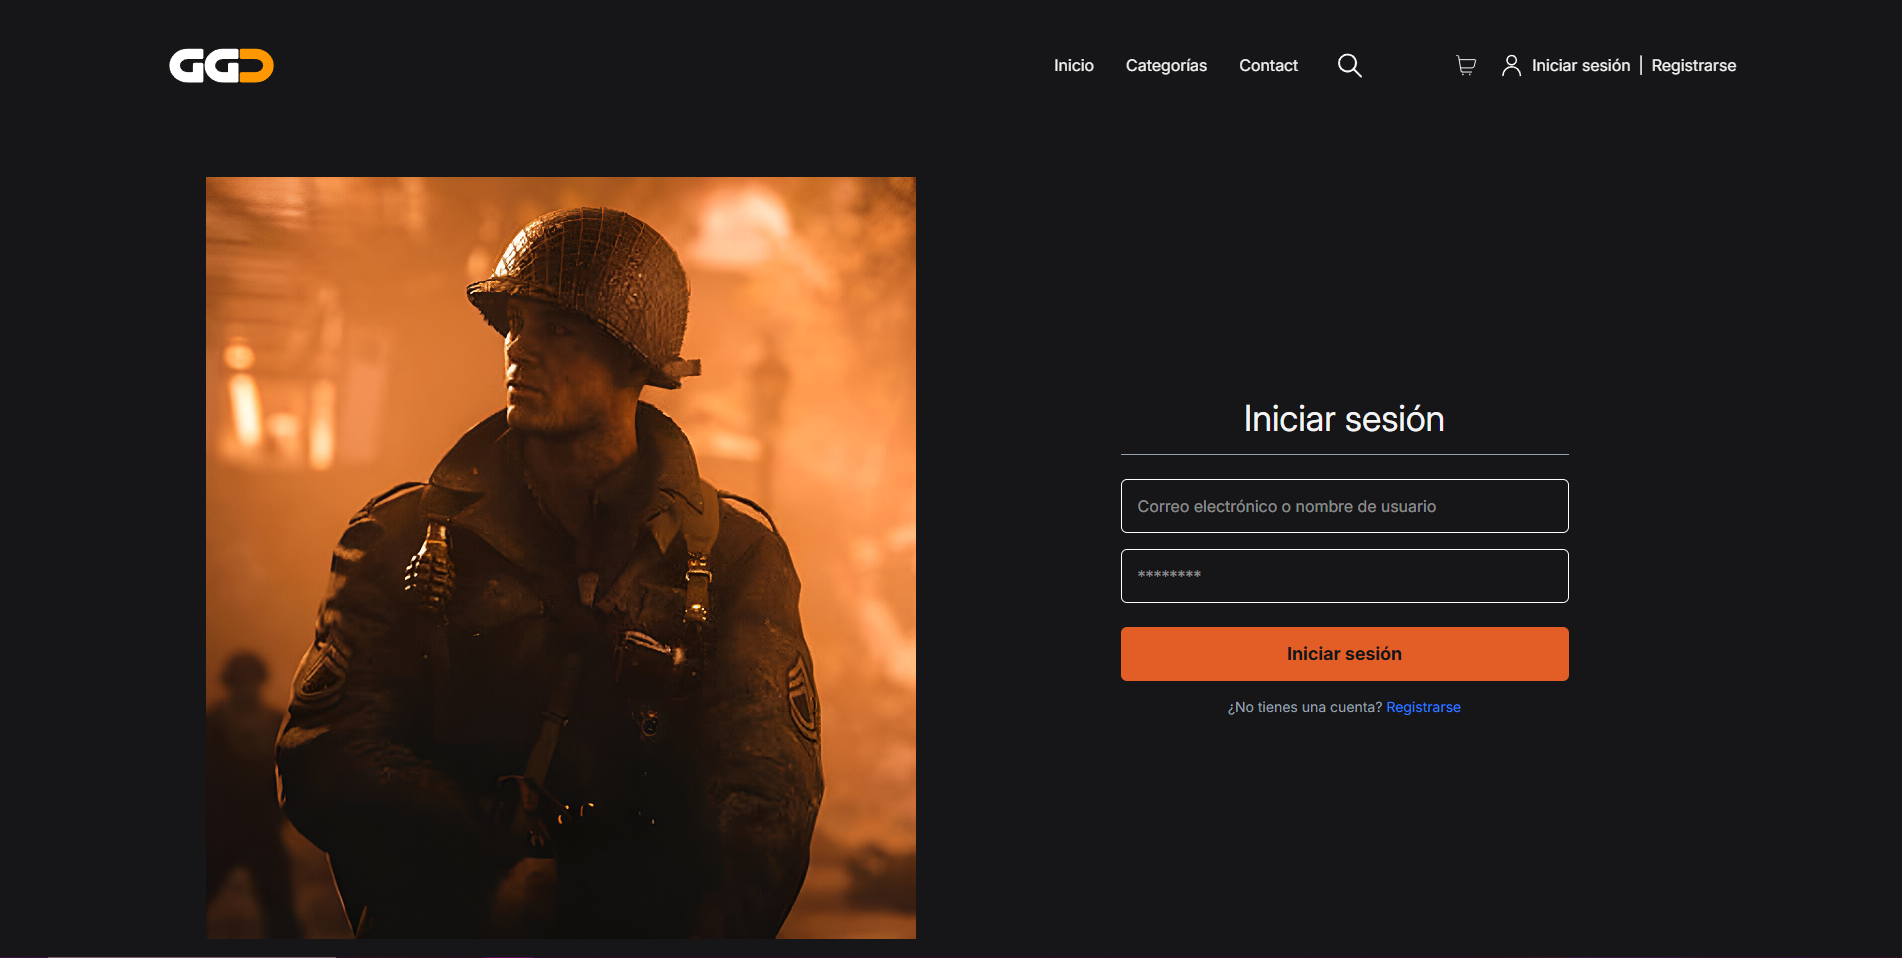 GGD
Inicio Categorías Contact Iniciar sesión | Registrarse
Iniciar sesión
Correo electrónico o nombre de usuario
********
Iniciar sesión
¿No tienes una cuenta? Registrarse